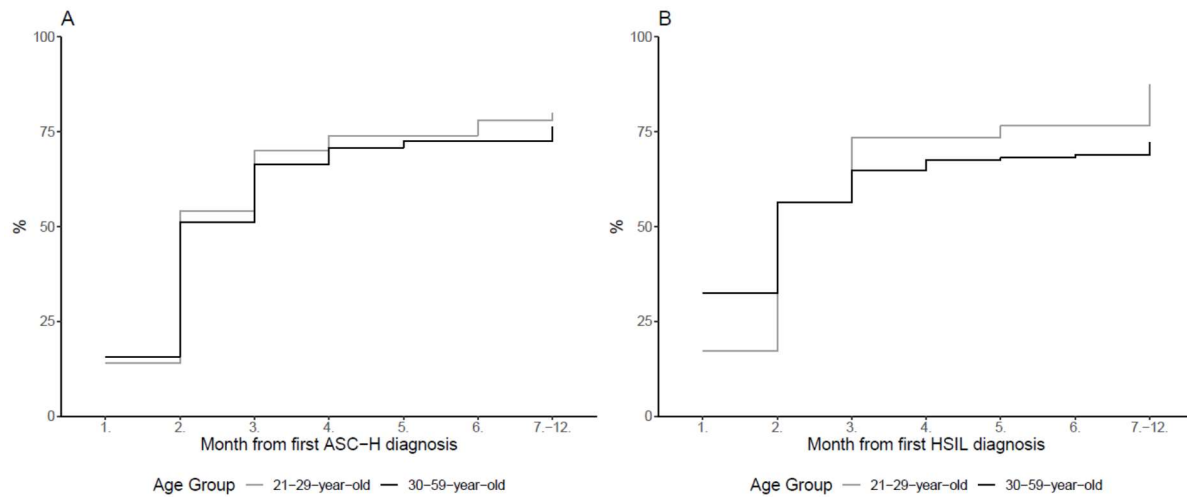 A
100
75
50
25
0
%
1. 2. 3. 4. 5. 6. 7.−12.
Month from first ASC−H diagnosis
Age Group 21−29−year−old 30−59−year−old
B
100
75
50
25
0
%
1. 2. 3. 4. 5. 6. 7.−12.
Month from first HSIL diagnosis
Age Group 21−29−year−old 30−59−year−old